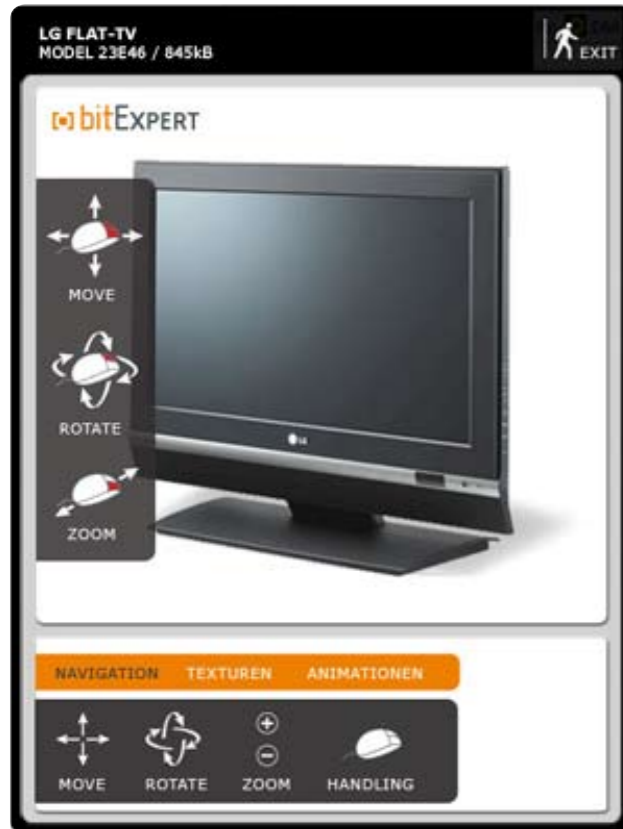 LG FLAT-TV
MODEL 23E46 / 845kB
EXIT
bitEXPERT
MOVE
ROTATE
ZOOM
LG
NAVIGATION TEXTUREN ANIMATIONEN
MOVE ROTATE ZOOM HANDLING